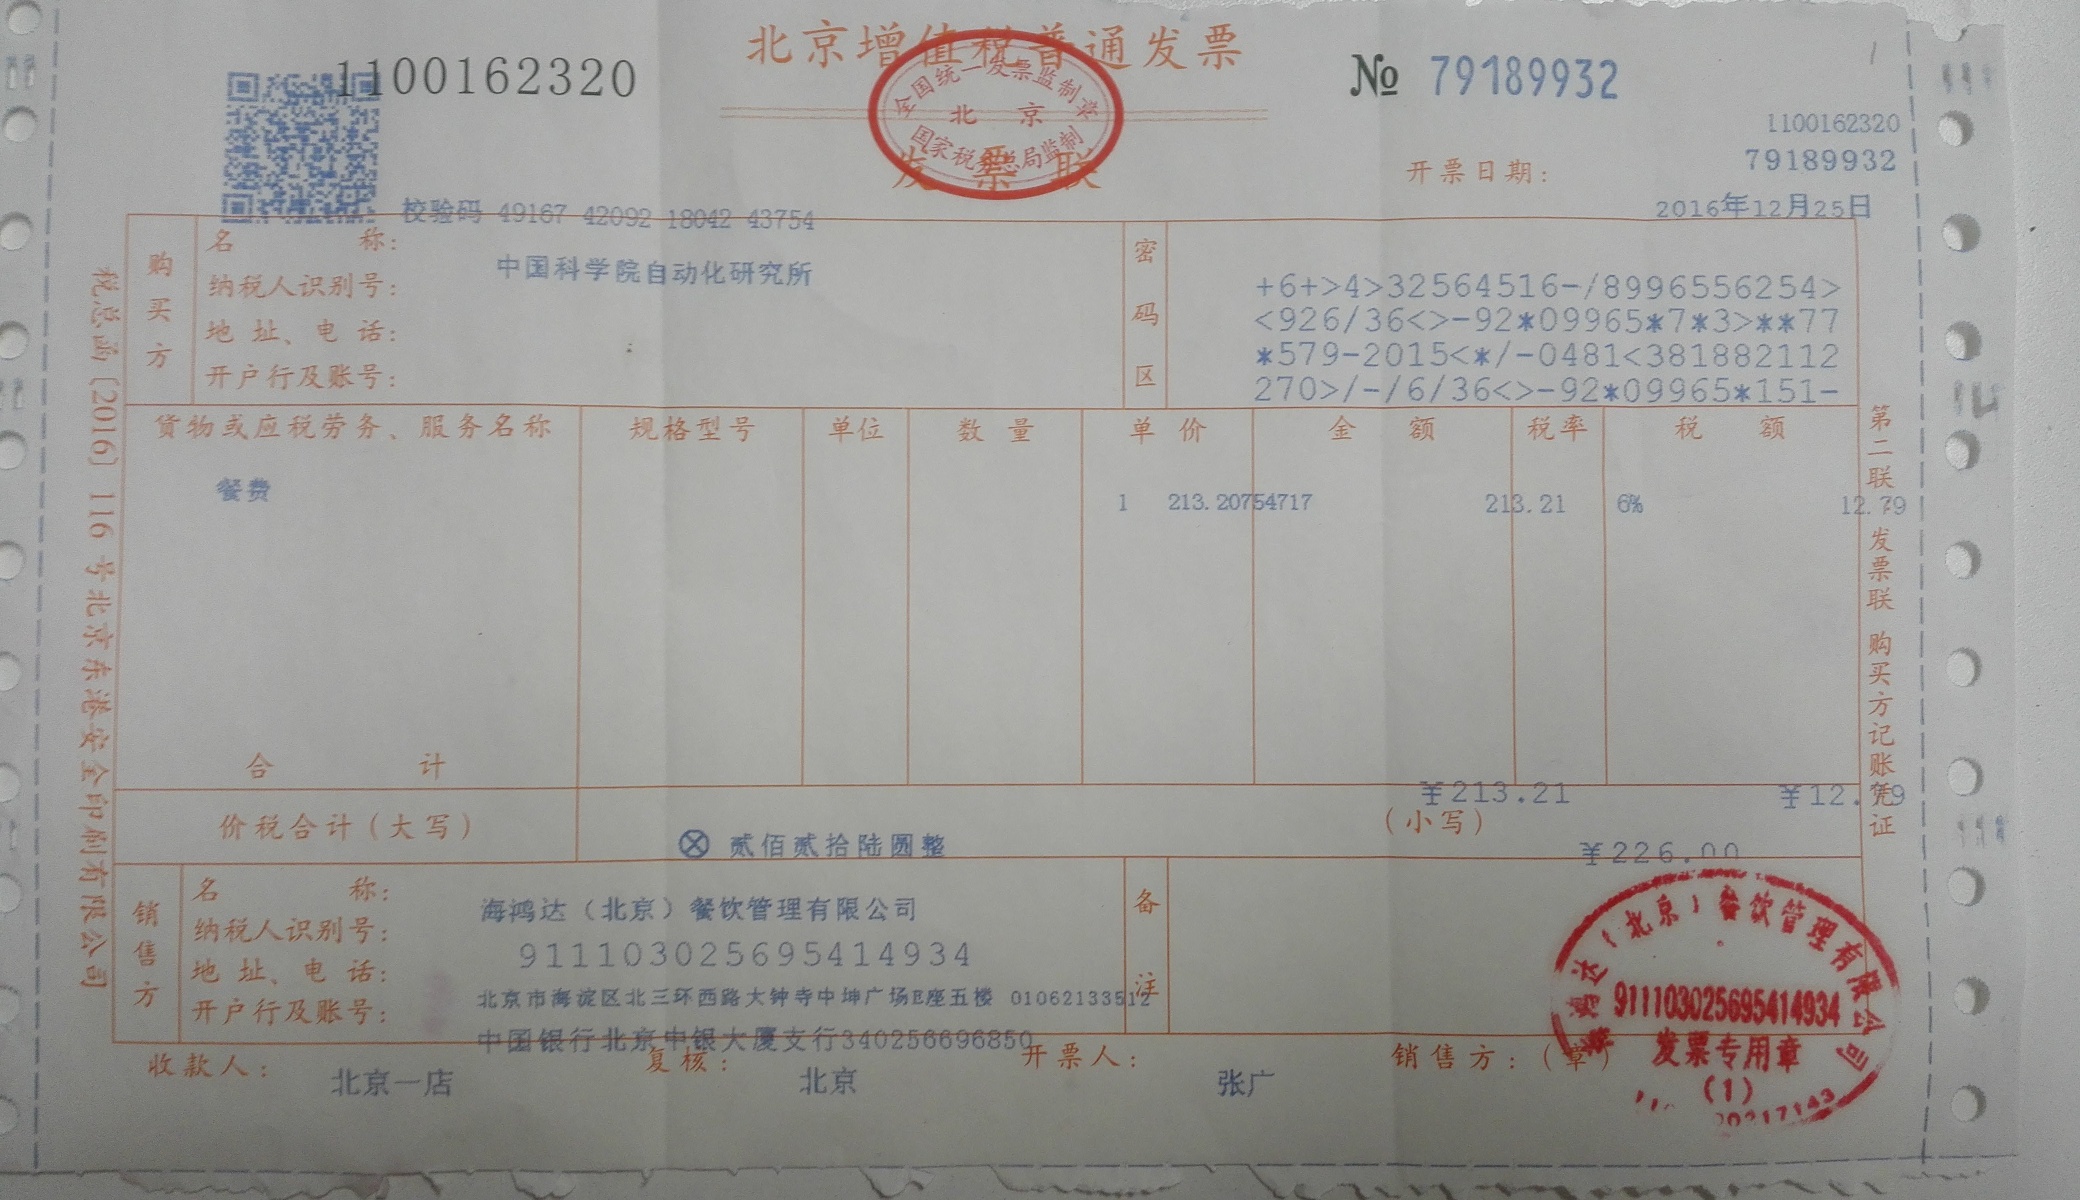 北京增值税普通发票
1100162320
№ 79189932
全国统一发票监制章
北 京
国家税务总局监制
发 票 联
1100162320
79189932
开票日期:
2016年12月25日
校验码 49167 42092 18042 43754
购买方
名 称:
中国科学院自动化研究所
纳税人识别号:
地 址、电 话:
开户行及账号:
密码区
+6+>4>32564516-/8996556254>
<926/36<>-92*09965*7*3>**77
*579-2015<*/-0481<381882112
270>/-/6/36<>-92*09965*151-
货物或应税劳务、服务名称 规格型号 单位 数 量 单 价 金 额 税率 税 额
餐费 1 213.20754717 213.21 6% 12.79
合 计
¥213.21 ¥12.79
价税合计(大写) ⊗ 贰佰贰拾陆圆整 (小写) ¥226.00
销售方
名 称: 海鸿达(北京)餐饮管理有限公司
纳税人识别号: 911103025695414934
地 址、电 话: 北京市海淀区北三环西路大钟寺中坤广场E座五楼 01062133512
开户行及账号: 中国银行北京中银大厦支行340256696850
备注
收款人: 北京一店 复核: 北京 开票人: 张广 销售方:(章)
海鸿达(北京)餐饮管理有限公司
911103025695414934
发票专用章
(1)
税总函〔2016〕116号北京东港安全印刷有限公司
第二联 发票联 购买方记账凭证